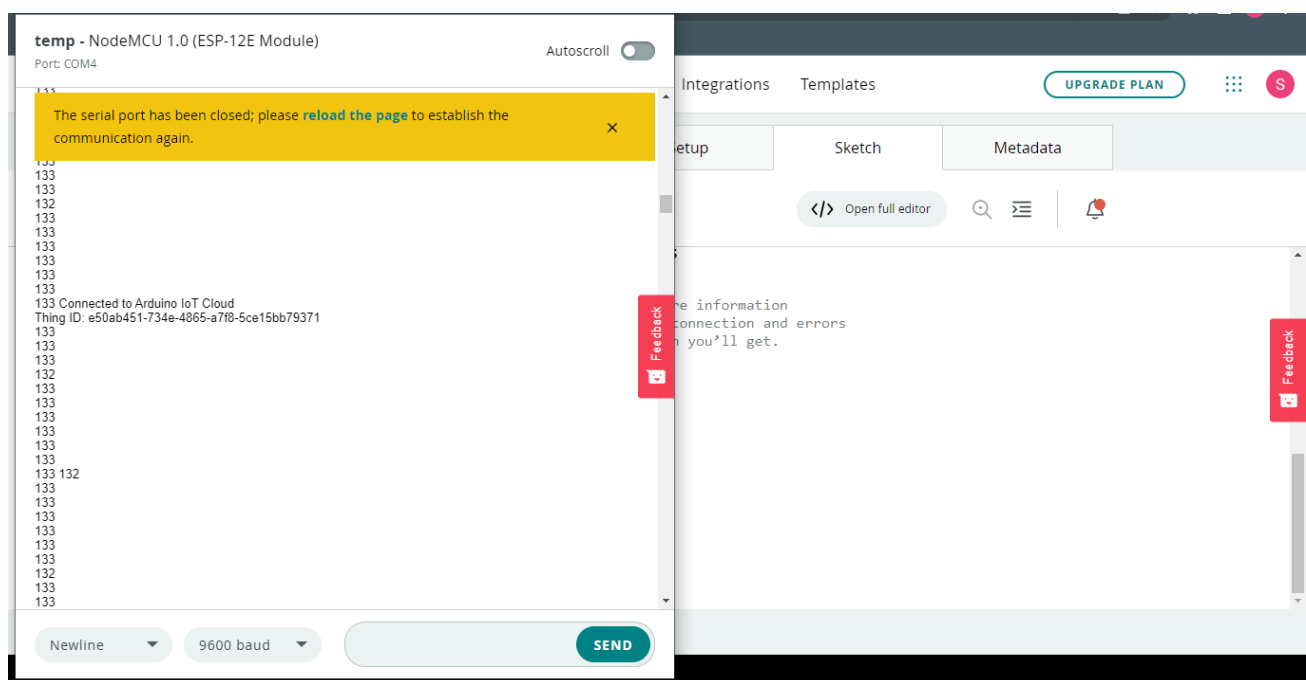 temp - NodeMCU 1.0 (ESP-12E Module)
Port: COM4
Autoscroll
The serial port has been closed; please reload the page to establish the
communication again.
133
133
132
133
133
133
133
133
133
133 Connected to Arduino IoT Cloud
Thing ID: e50ab451-734e-4865-a7f8-5ce15bb79371
133
133
133
132
133
133
133
133
133
133
133 132
133
133
133
133
133
133
132
133
133
Newline
9600 baud
SEND
Feedback
Integrations
Templates
UPGRADE PLAN
S
Sketch
Metadata
Open full editor
information
and errors
you’ll get.
Feedback